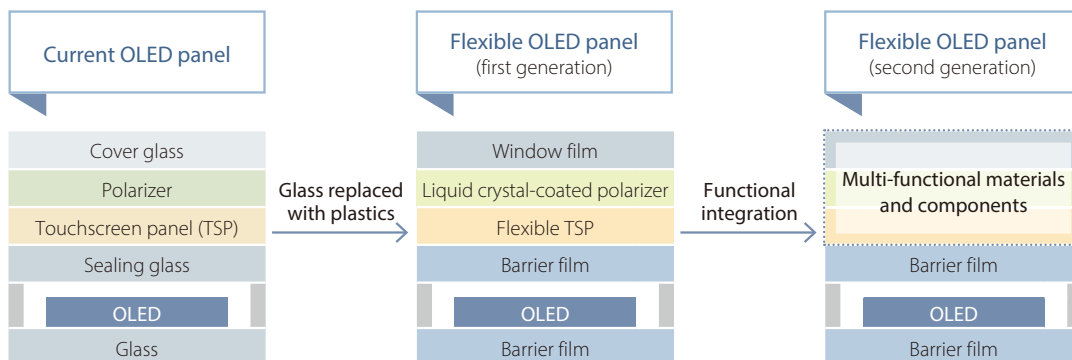 Current OLED panel
Cover glass
Polarizer
Touchscreen panel (TSP)
Sealing glass
OLED
Glass
Glass replaced
with plastics
Flexible OLED panel
(first generation)
Window film
Liquid crystal-coated polarizer
Flexible TSP
Barrier film
OLED
Barrier film
Functional
integration
Flexible OLED panel
(second generation)
Multi-functional materials
and components
Barrier film
OLED
Barrier film